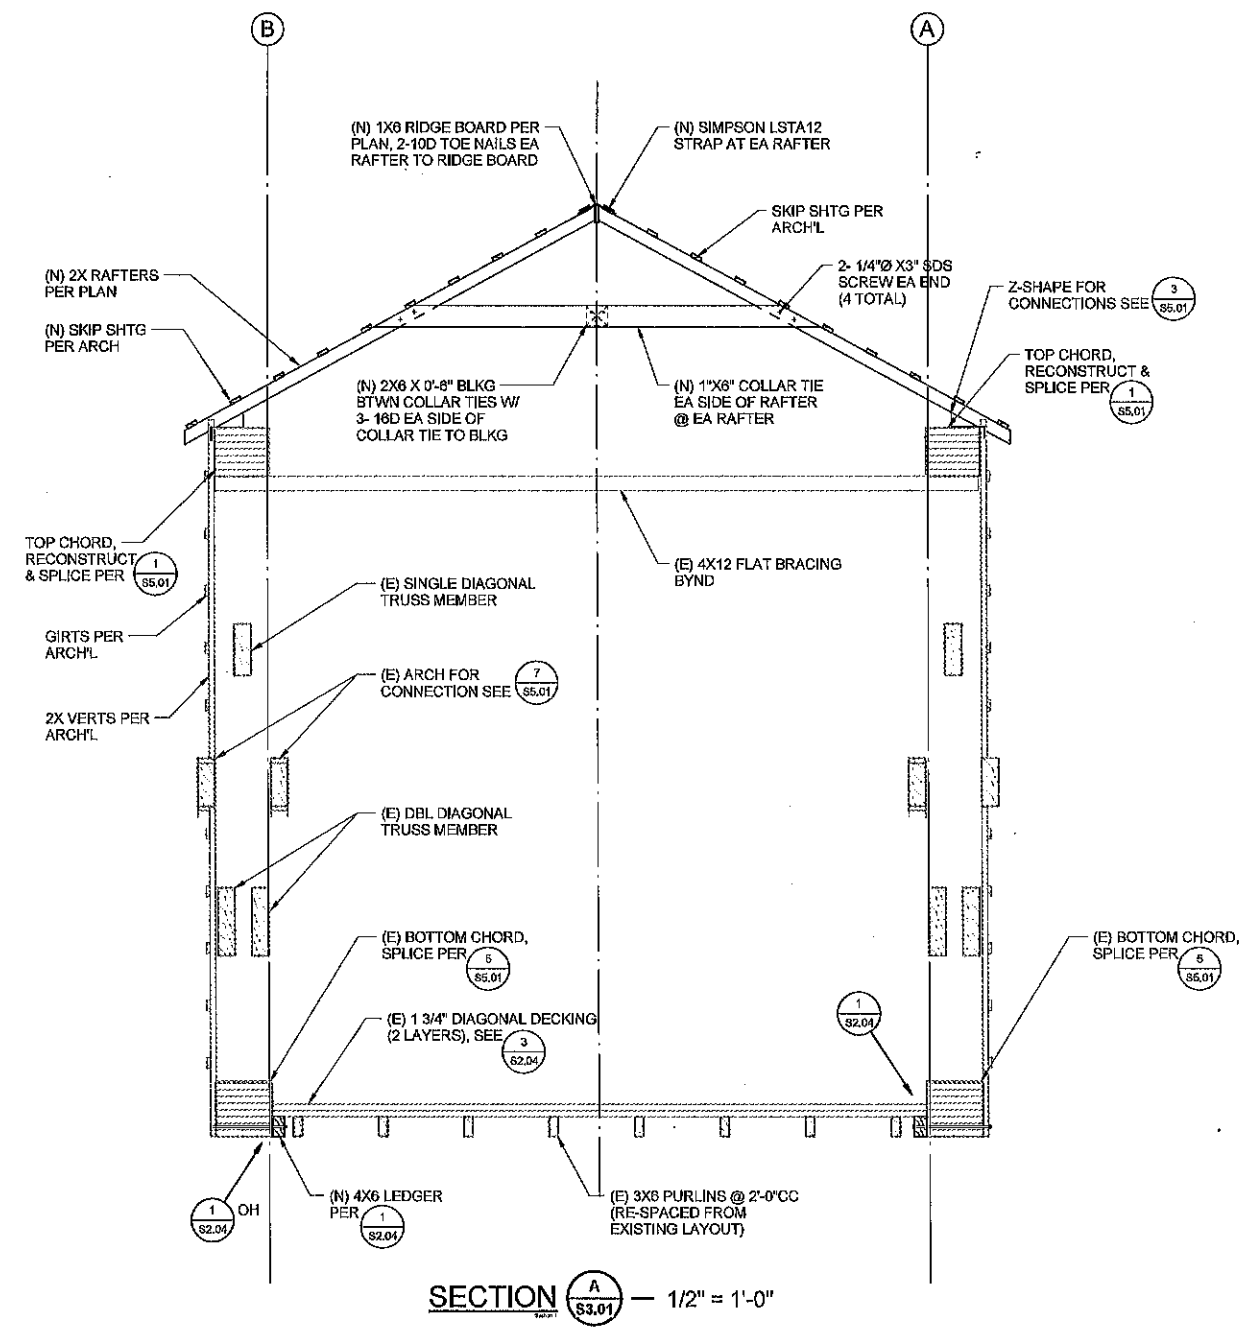 B
A
(N) 1X6 RIDGE BOARD PER
PLAN, 2-10D TOE NAILS EA
RAFTER TO RIDGE BOARD
(N) SIMPSON LSTA12
STRAP AT EA RAFTER
SKIP SHTG PER
ARCH'L
(N) 2X RAFTERS
PER PLAN
2- 1/4"Ø X3" SDS
SCREW EA END
(4 TOTAL)
Z-SHAPE FOR
CONNECTIONS SEE
3
S5.01
(N) SKIP SHTG
PER ARCH
TOP CHORD,
RECONSTRUCT &
SPLICE PER
1
S5.01
(N) 2X6 X 0'-6" BLKG
BTWN COLLAR TIES W/
3- 16D EA SIDE OF
COLLAR TIE TO BLKG
(N) 1"X6" COLLAR TIE
EA SIDE OF RAFTER
@ EA RAFTER
TOP CHORD,
RECONSTRUCT
& SPLICE PER
1
S5.01
(E) 4X12 FLAT BRACING
BYND
(E) SINGLE DIAGONAL
TRUSS MEMBER
GIRTS PER
ARCH'L
(E) ARCH FOR
CONNECTION SEE
7
S5.01
2X VERTS PER
ARCH'L
(E) DBL DIAGONAL
TRUSS MEMBER
(E) BOTTOM CHORD,
SPLICE PER
S5.01
(E) BOTTOM CHORD,
SPLICE PER
S5.01
(E) 1 3/4" DIAGONAL DECKING
(2 LAYERS), SEE
3
S2.04
1
S2.04
1
S2.04
OH
(N) 4X6 LEDGER
PER
1
S2.04
(E) 3X6 PURLINS @ 2'-0"CC
(RE-SPACED FROM
EXISTING LAYOUT)
SECTION
A
S3.01
1/2" = 1'-0"